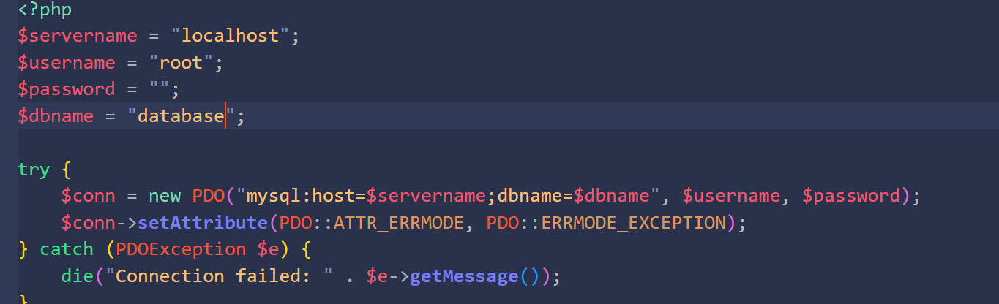 <?php
$servername = "localhost";
$username = "root";
$password = "";
$dbname = "database";
try {
$conn = new PDO("mysql:host=$servername;dbname=$dbname", $username, $password);
$conn->setAttribute(PDO::ATTR_ERRMODE, PDO::ERRMODE_EXCEPTION);
} catch (PDOException $e) {
die("Connection failed: " . $e->getMessage());
}